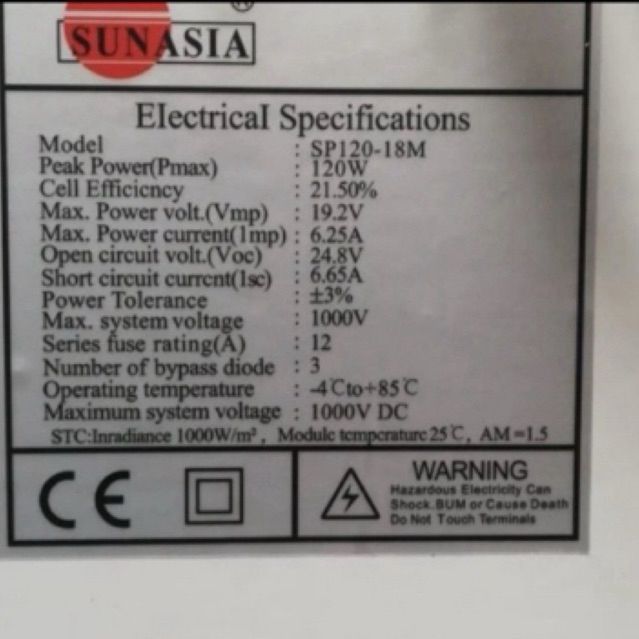 ®
SUNASIA
Electrical Specifications
Model : SP120-18M
Peak Power(Pmax) : 120W
Cell Efficiency : 21.50%
Max. Power volt.(Vmp) : 19.2V
Max. Power current(1mp) : 6.25A
Open circuit volt.(Voc) : 24.8V
Short circuit current(1sc) : 6.65A
Power Tolerance : ±3%
Max. system voltage : 1000V
Series fuse rating(A) : 12
Number of bypass diode : 3
Operating temperature : -4℃to+85℃
Maximum system voltage : 1000V DC
STC:Inradiance 1000W/m², Module temperature 25℃, AM=1.5
CE
WARNING
Hazardous Electricity Can
Shock.BUM or Cause Death
Do Not Touch Terminals